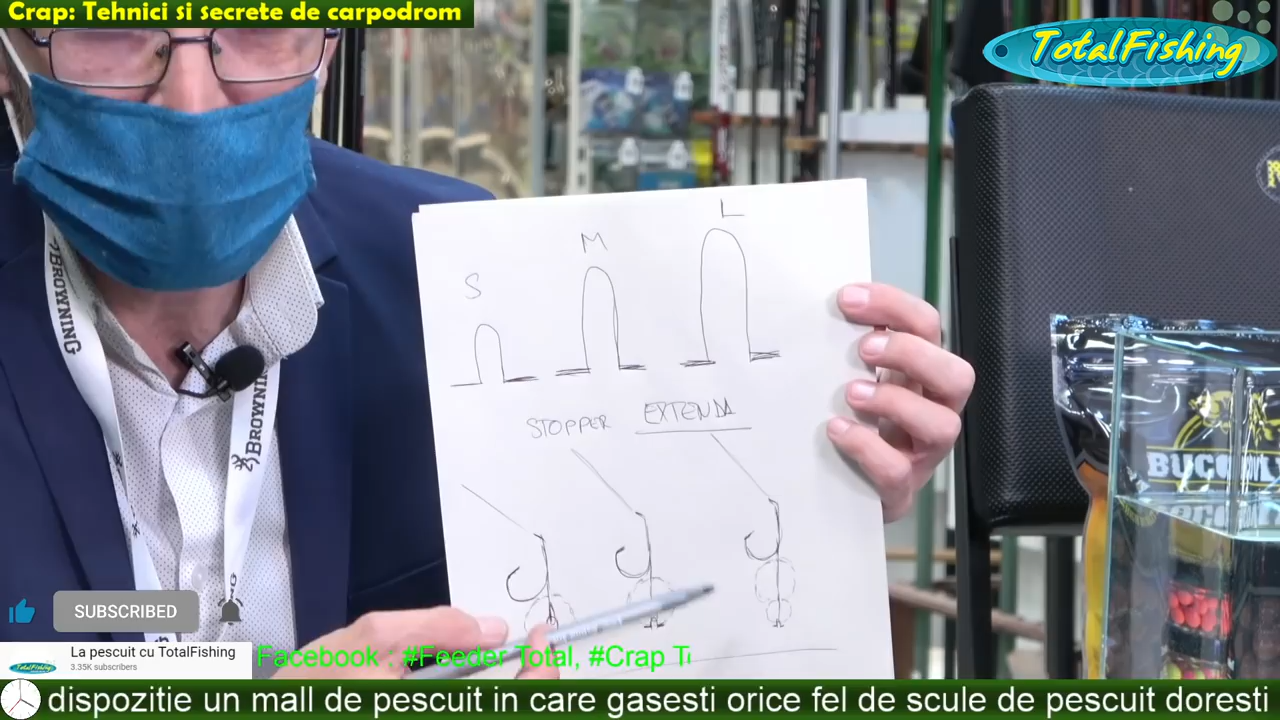 Crap: Tehnici si secrete de carpodrom
TotalFishing
S M L
STOPPER EXTENDA
BROWNING
BROWNING
SUBSCRIBED
La pescuit cu TotalFishing
3.35K subscribers
Facebook : #Feeder Total, #Crap T
dispozitie un mall de pescuit in care gasesti orice fel de scule de pescuit doresti